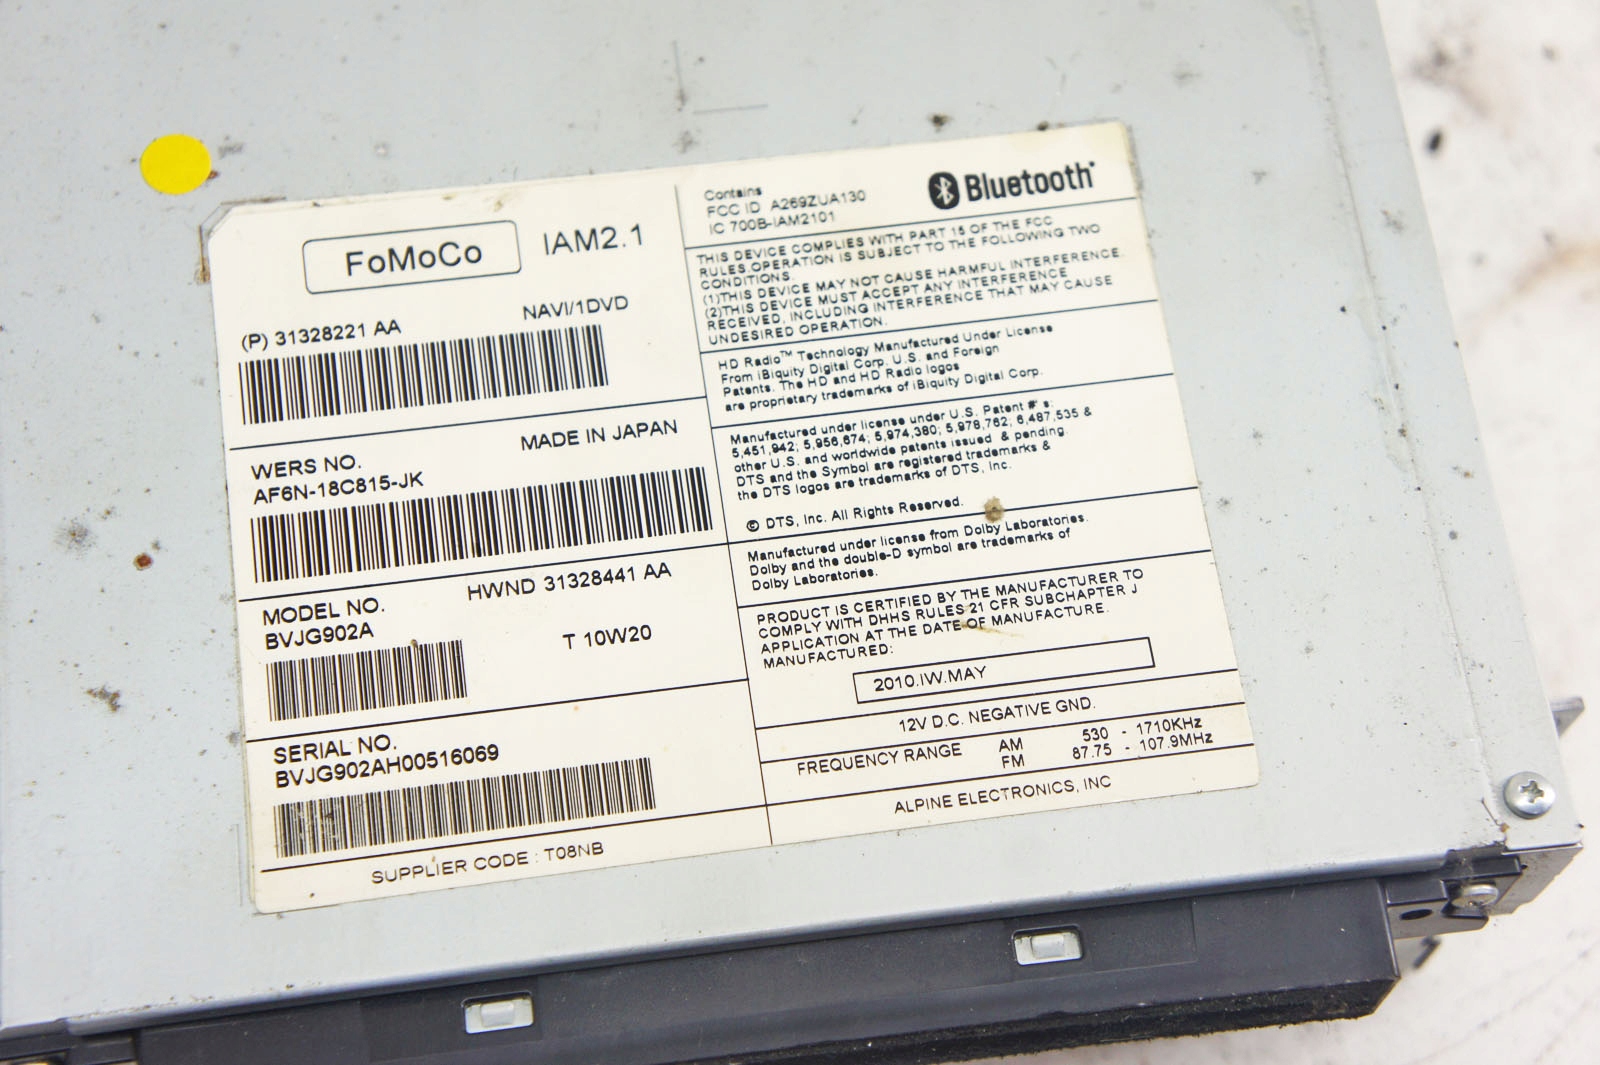 FoMoCo
IAM2.1
NAVI/1DVD
(P) 31328221 AA
MADE IN JAPAN
WERS NO.
AF6N-18C815-JK
HWND 31328441 AA
MODEL NO.
BVJG902A
T 10W20
SERIAL NO.
BVJG902AH00516069
SUPPLIER CODE : T08NB
Contains
FCC ID A269ZUA130
IC 700B-IAM2101
Bluetooth
THIS DEVICE COMPLIES WITH PART 15 OF THE FCC
RULES.OPERATION IS SUBJECT TO THE FOLLOWING TWO
CONDITIONS.
(1)THIS DEVICE MAY NOT CAUSE HARMFUL INTERFERENCE.
(2)THIS DEVICE MUST ACCEPT ANY INTERFERENCE
RECEIVED, INCLUDING INTERFERENCE THAT MAY CAUSE
UNDESIRED OPERATION.
HD Radio™ Technology Manufactured Under License
From iBiquity Digital Corp. U.S. and Foreign
Patents. The HD and HD Radio logos
are proprietary trademarks of iBiquity Digital Corp.
Manufactured under license under U.S. Patent #' s:
5,451,942; 5,956,674; 5,974,380; 5,978,762; 6,487,535 &
other U.S. and worldwide patents issued & pending.
DTS and the Symbol are registered trademarks &
the DTS logos are trademarks of DTS, Inc.
© DTS, Inc. All Rights Reserved.
Manufactured under license from Dolby Laboratories.
Dolby and the double-D symbol are trademarks of
Dolby Laboratories.
PRODUCT IS CERTIFIED BY THE MANUFACTURER TO
COMPLY WITH DHHS RULES 21 CFR SUBCHAPTER J
APPLICATION AT THE DATE OF MANUFACTURE.
MANUFACTURED:
2010.IW.MAY
12V D.C. NEGATIVE GND.
FREQUENCY RANGE AM 530 - 1710KHz
FM 87.75 - 107.9MHz
ALPINE ELECTRONICS, INC